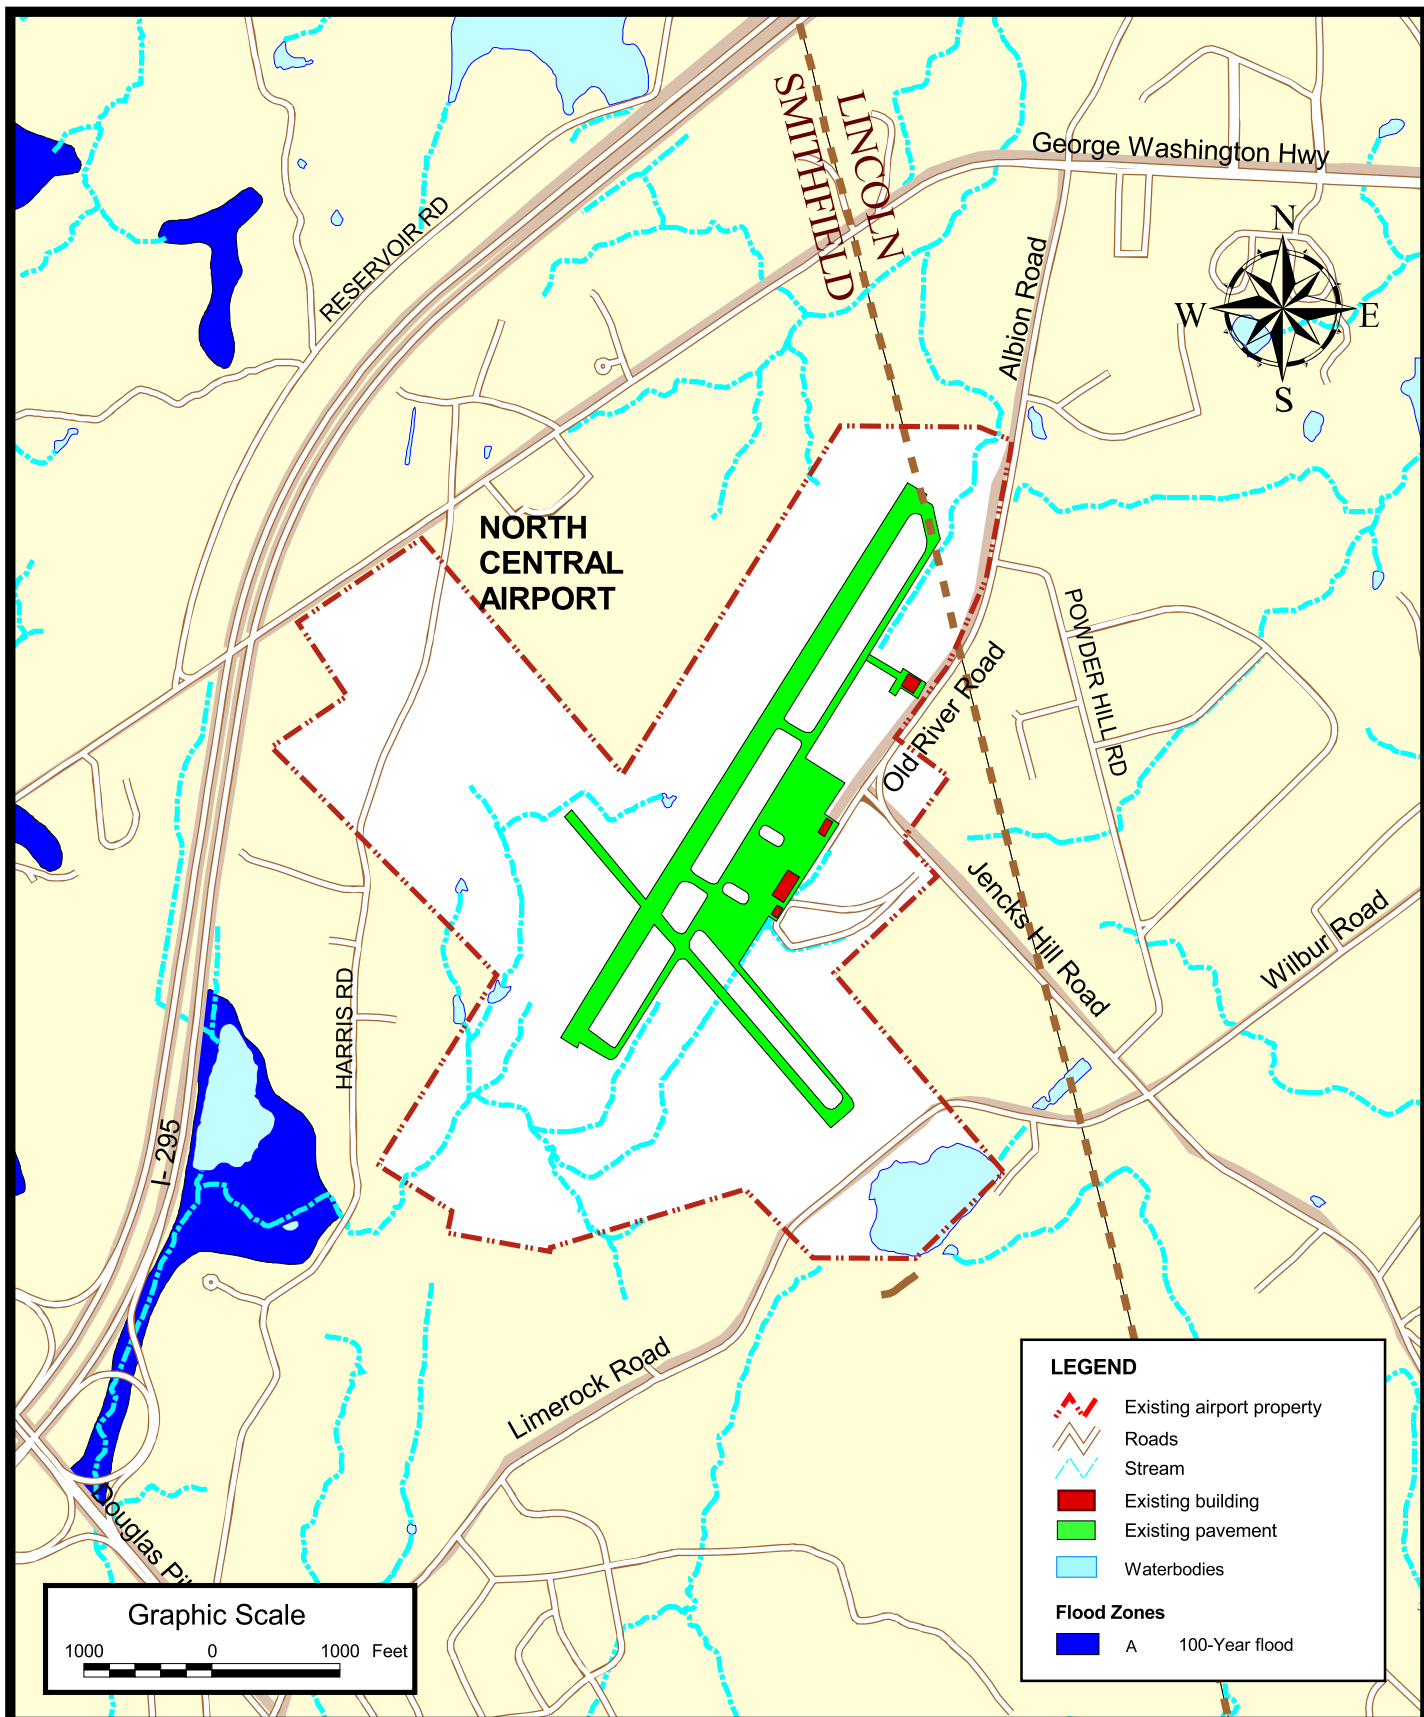 LINCOLN
SMITHFIELD
George Washington Hwy
RESERVOIR RD
Albion Road
N
W
E
S
NORTH
CENTRAL
AIRPORT
POWDER HILL RD
Old River Road
Jencks Hill Road
Wilbur Road
HARRIS RD
I- 295
Limerock Road
Douglas Pi
LEGEND
Existing airport property
Roads
Stream
Existing building
Existing pavement
Waterbodies
Flood Zones
A 100-Year flood
Graphic Scale
1000 0 1000 Feet